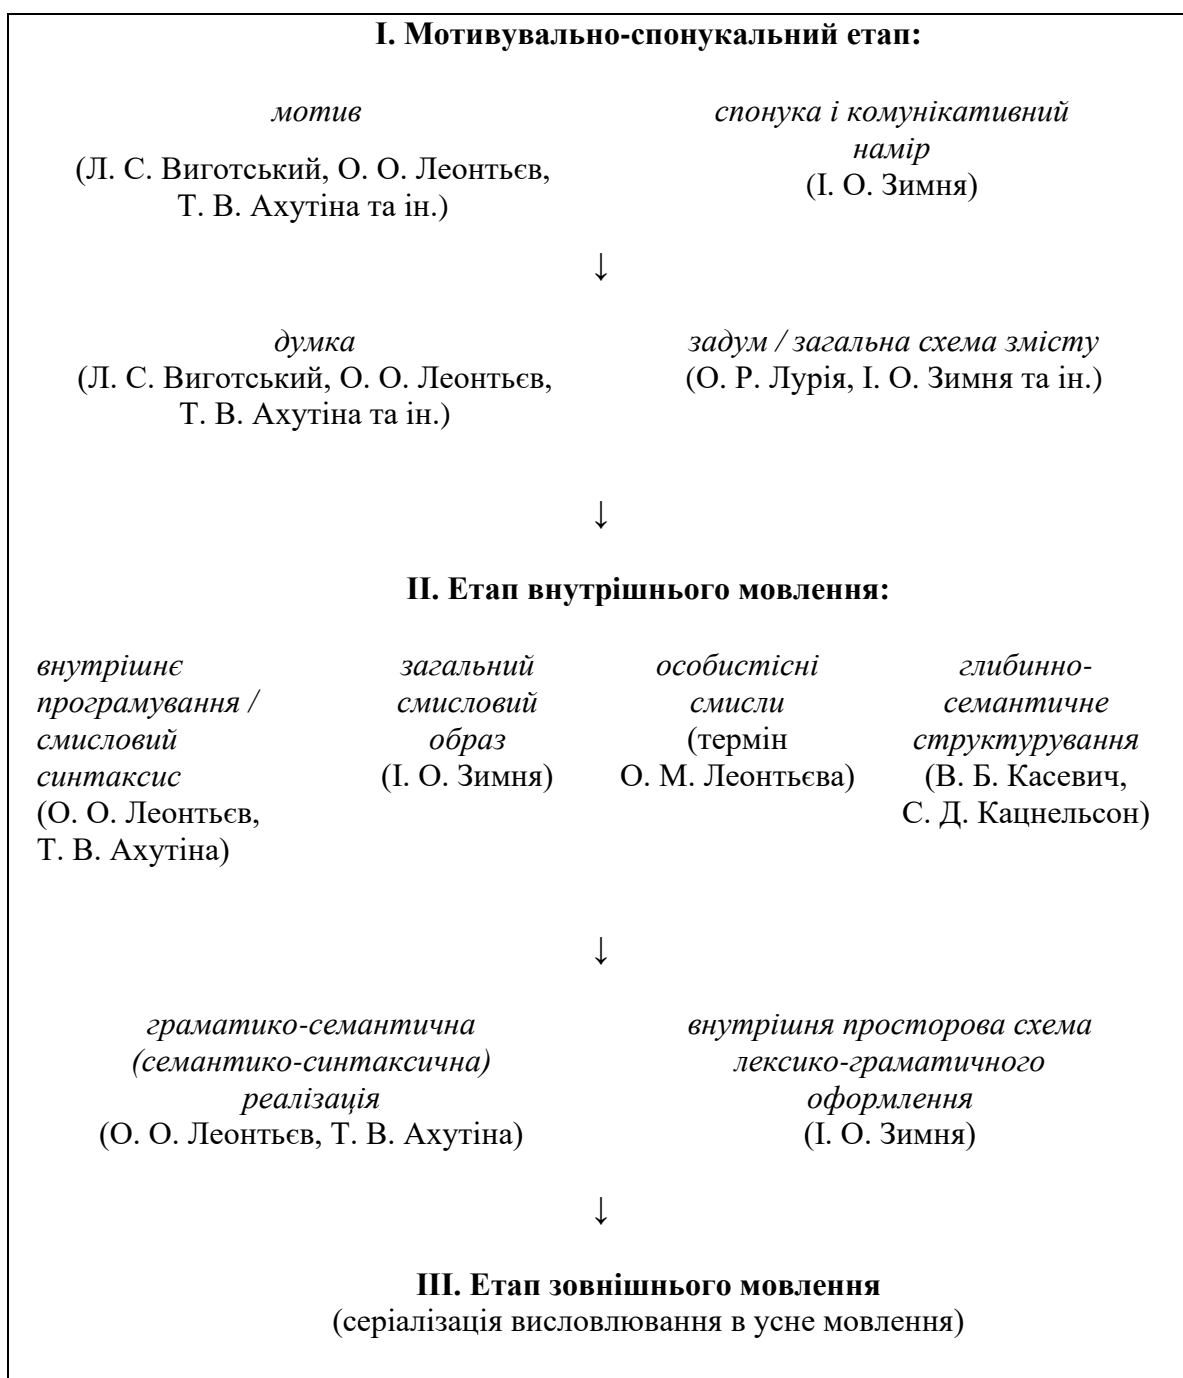 І. Мотивувально-спонукальний етап:
мотив
(Л. С. Виготський, О. О. Леонтьєв,
Т. В. Ахутіна та ін.)
спонука і комунікативний
намір
(І. О. Зимня)
↓
думка
(Л. С. Виготський, О. О. Леонтьєв,
Т. В. Ахутіна та ін.)
задум / загальна схема змісту
(О. Р. Лурія, І. О. Зимня та ін.)
↓
ІІ. Етап внутрішнього мовлення:
внутрішнє
програмування /
смисловий
синтаксис
(О. О. Леонтьєв,
Т. В. Ахутіна)
загальний
смисловий
образ
(І. О. Зимня)
особистісні
смисли
(термін
О. М. Леонтьєва)
глибинно-
семантичне
структурування
(В. Б. Касевич,
С. Д. Кацнельсон)
↓
граматико-семантична
(семантико-синтаксична)
реалізація
(О. О. Леонтьєв, Т. В. Ахутіна)
внутрішня просторова схема
лексико-граматичного
оформлення
(І. О. Зимня)
↓
ІІІ. Етап зовнішнього мовлення
(серіалізація висловлювання в усне мовлення)